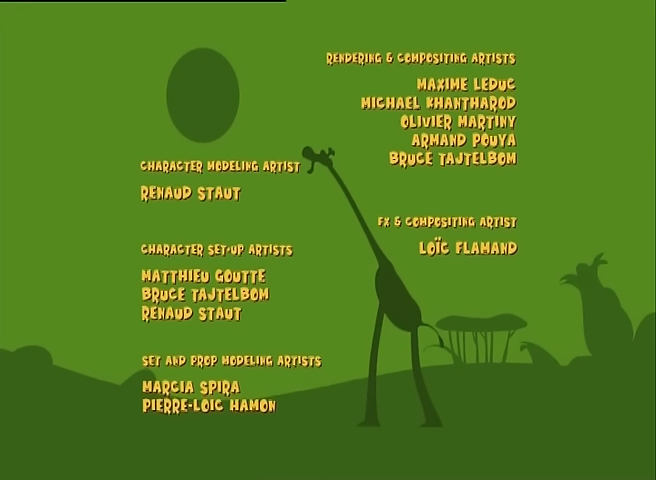 CHARACTER MODELING ARTIST
RENAUD STAUT
CHARACTER SET-UP ARTISTS
MATTHIEU GOUTTE
BRUCE TAJTELBOM
RENAUD STAUT
SET AND PROP MODELING ARTISTS
MARCIA SPIRA
PIERRE-LOIC HAMON
RENDERING & COMPOSITING ARTISTS
MAXIME LEDUC
MICHAEL KHANTHAROD
OLIVIER MARTINY
ARMAND POUYA
BRUCE TAJTELBOM
FX & COMPOSITING ARTIST
LOÏC FLAMAND